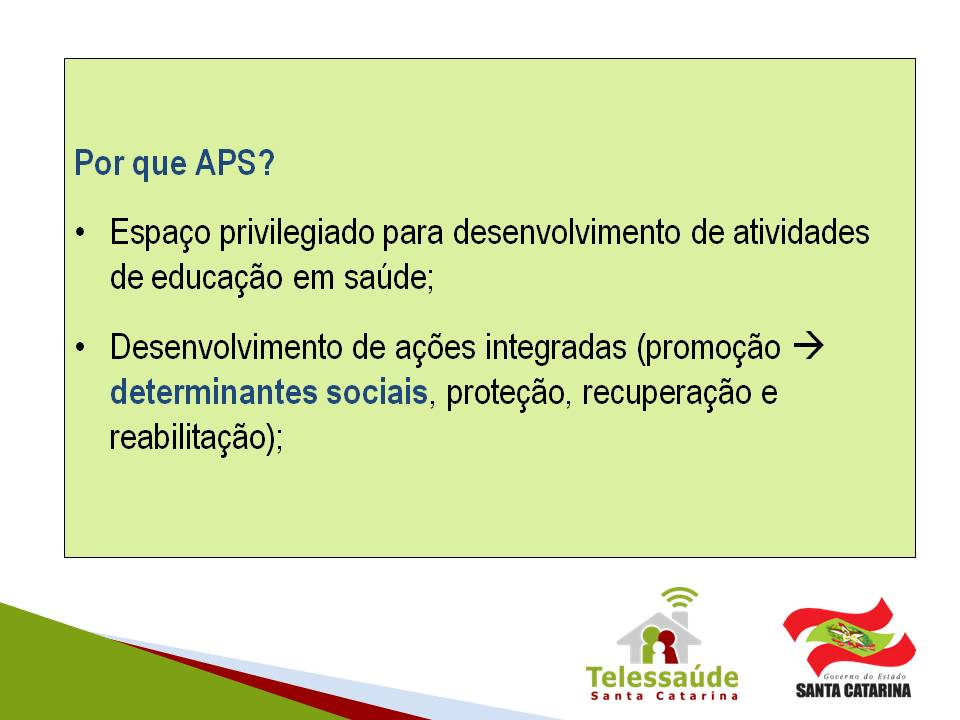 Por que APS?
• Espaço privilegiado para desenvolvimento de atividades
de educação em saúde;
• Desenvolvimento de ações integradas (promoção →
determinantes sociais, proteção, recuperação e
reabilitação);
Telessaúde
Santa Catarina
Governo do Estado
SANTA CATARINA